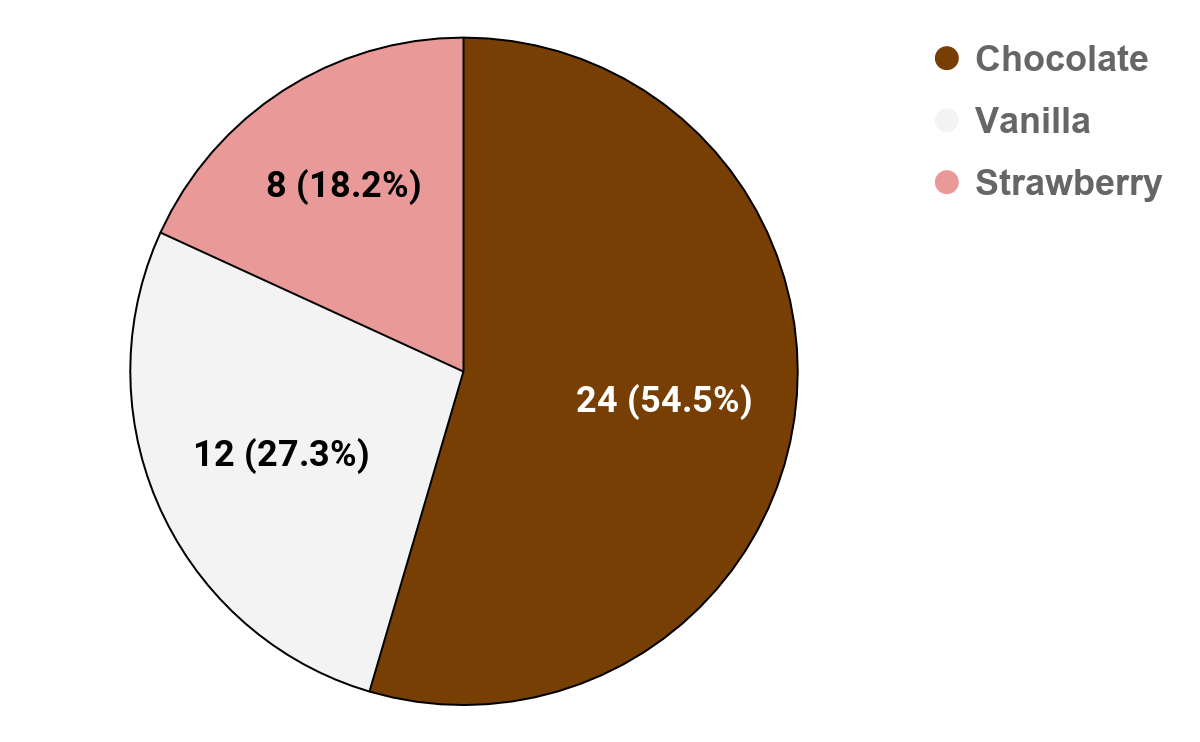 Chocolate
Vanilla
Strawberry
8 (18.2%)
24 (54.5%)
12 (27.3%)